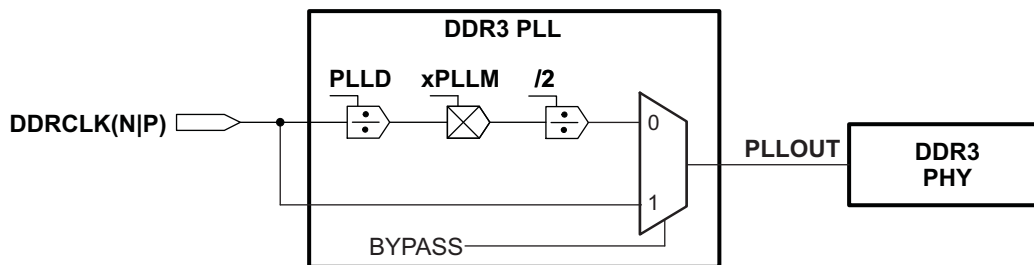 DDR3 PLL
PLLD
xPLLM
/2
DDRCLK(N|P)
0
PLLOUT
DDR3
PHY
1
BYPASS